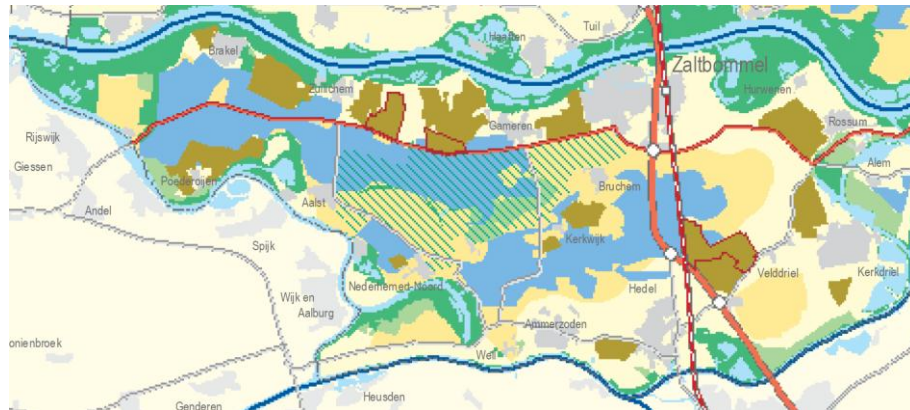 Tuil
Haaften
Brakel
Zaltbommel
Zuilichem
Hurwenen
Gameren
Rossum
Rijswijk
Giessen
Alem
Poederoijen
Bruchem
Aalst
Andel
Spijk
Kerkwijk
Velddriel
Kerkdriel
Nederhemed-Noord
Hedel
Wijk en
Aalburg
Ammerzoden
onienbroek
Well
Heusden
Genderen